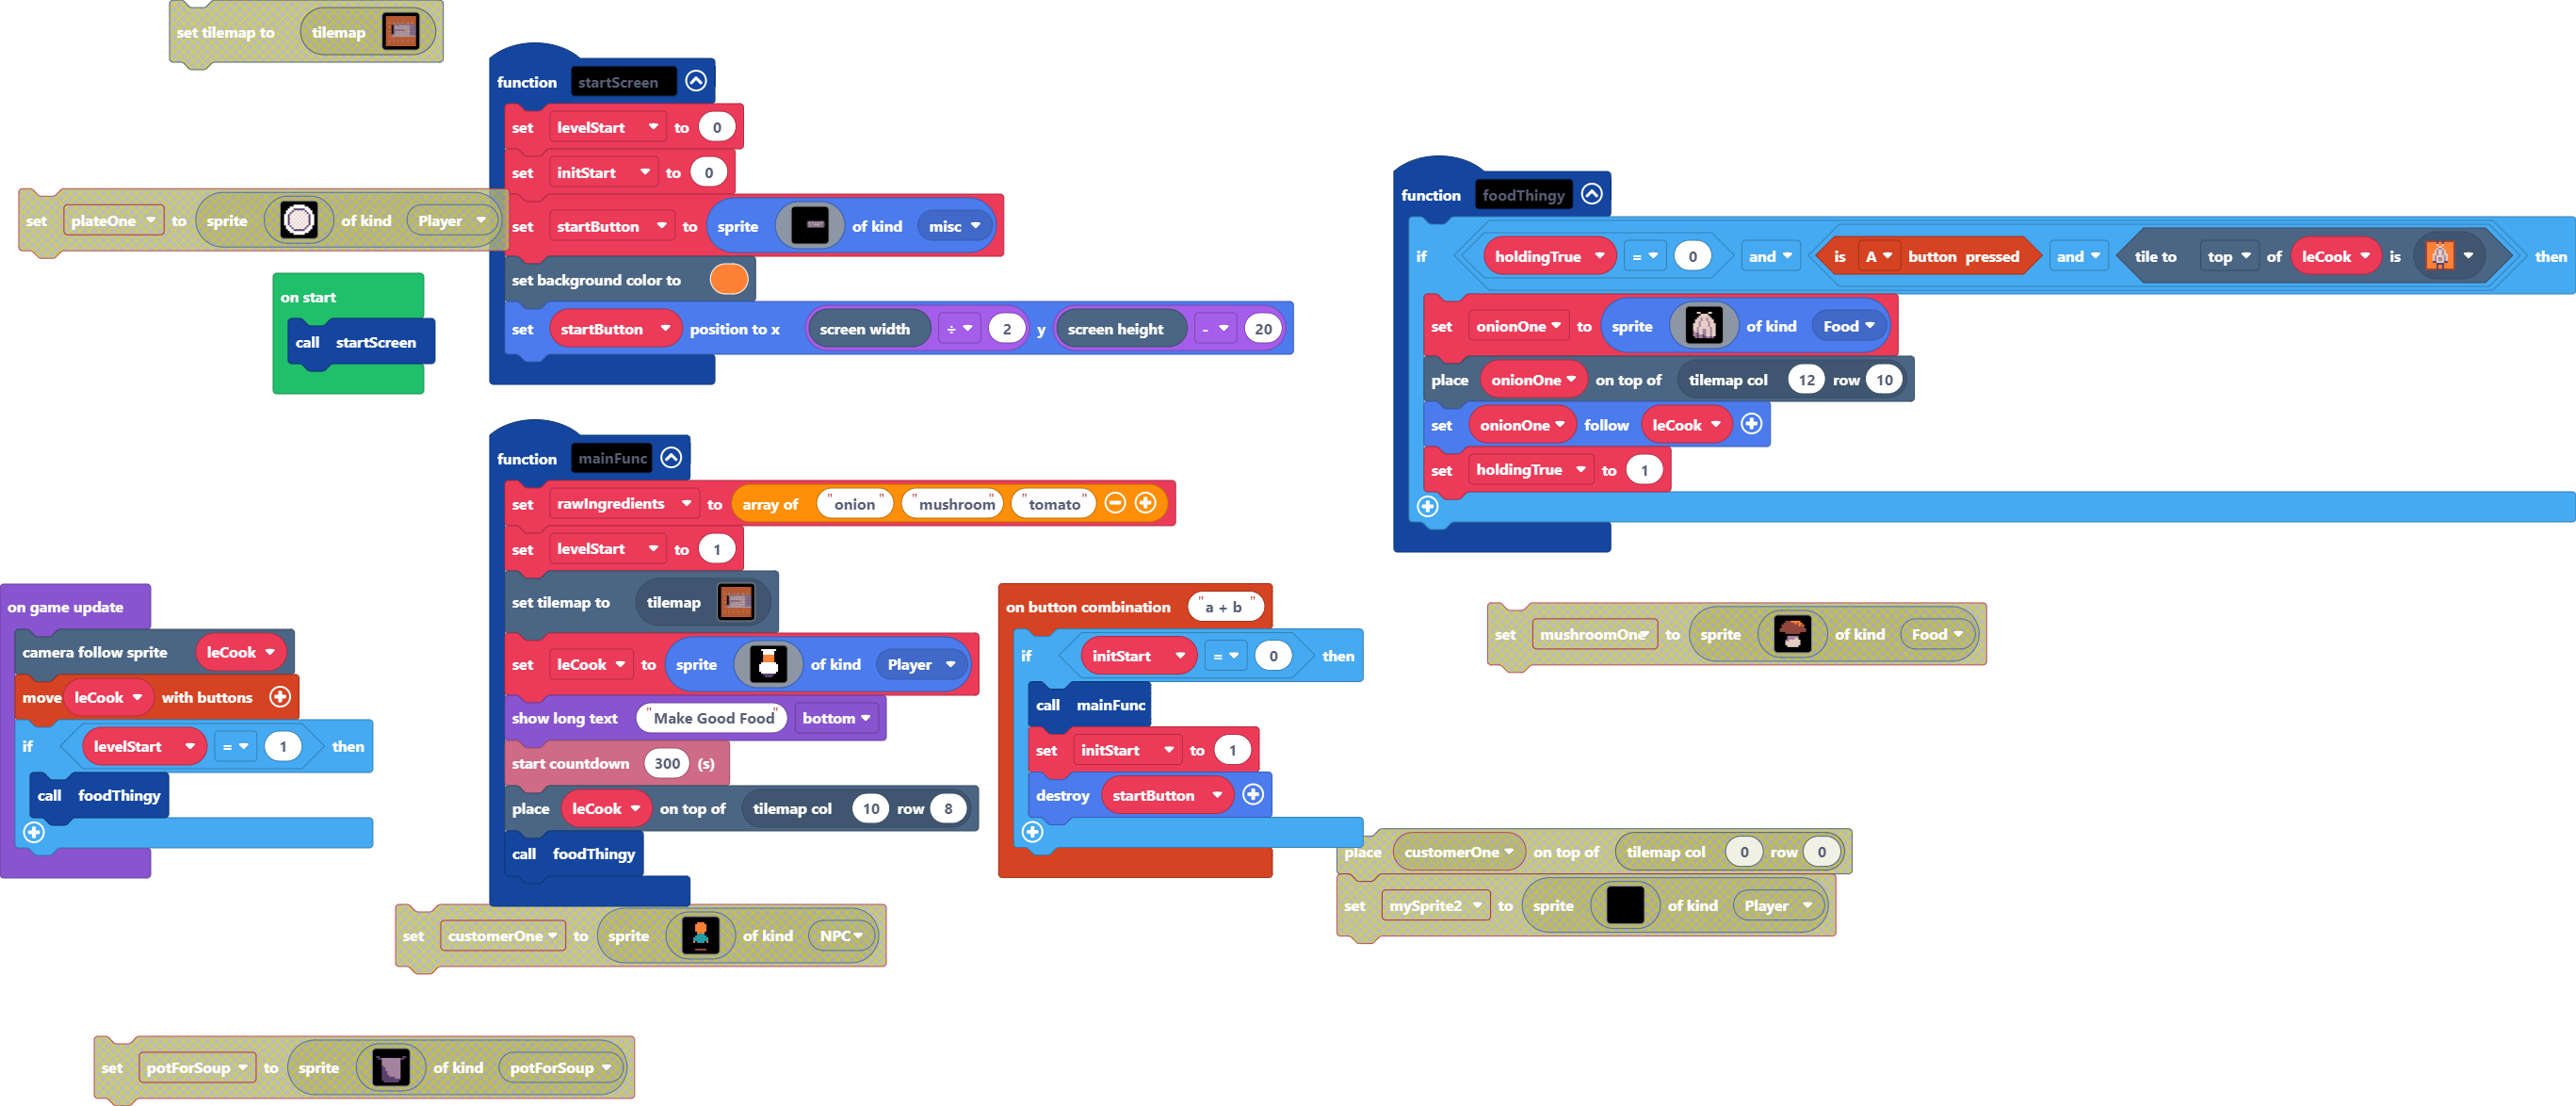 set tilemap to tilemap
function startScreen
set levelStart to 0
set initStart to 0
set plateOne to sprite of kind Player
set startButton to sprite of kind misc
set background color to
set startButton position to x screen width ÷ 2 y screen height - 20
on start
call startScreen
function mainFunc
set rawIngredients to array of "onion" "mushroom" "tomato"
set levelStart to 1
set tilemap to tilemap
set leCook to sprite of kind Player
show long text "Make Good Food" bottom
start countdown 300 (s)
place leCook on top of tilemap col 10 row 8
call foodThingy
on game update
camera follow sprite leCook
move leCook with buttons
if levelStart = 1 then
call foodThingy
on button combination "a + b"
if initStart = 0 then
call mainFunc
set initStart to 1
destroy startButton
function foodThingy
if holdingTrue = 0 and is A button pressed and tile to top of leCook is then
set onionOne to sprite of kind Food
place onionOne on top of tilemap col 12 row 10
set onionOne follow leCook
set holdingTrue to 1
set mushroomOne to sprite of kind Food
place customerOne on top of tilemap col 0 row 0
set mySprite2 to sprite of kind Player
set customerOne to sprite of kind NPC
set potForSoup to sprite of kind potForSoup